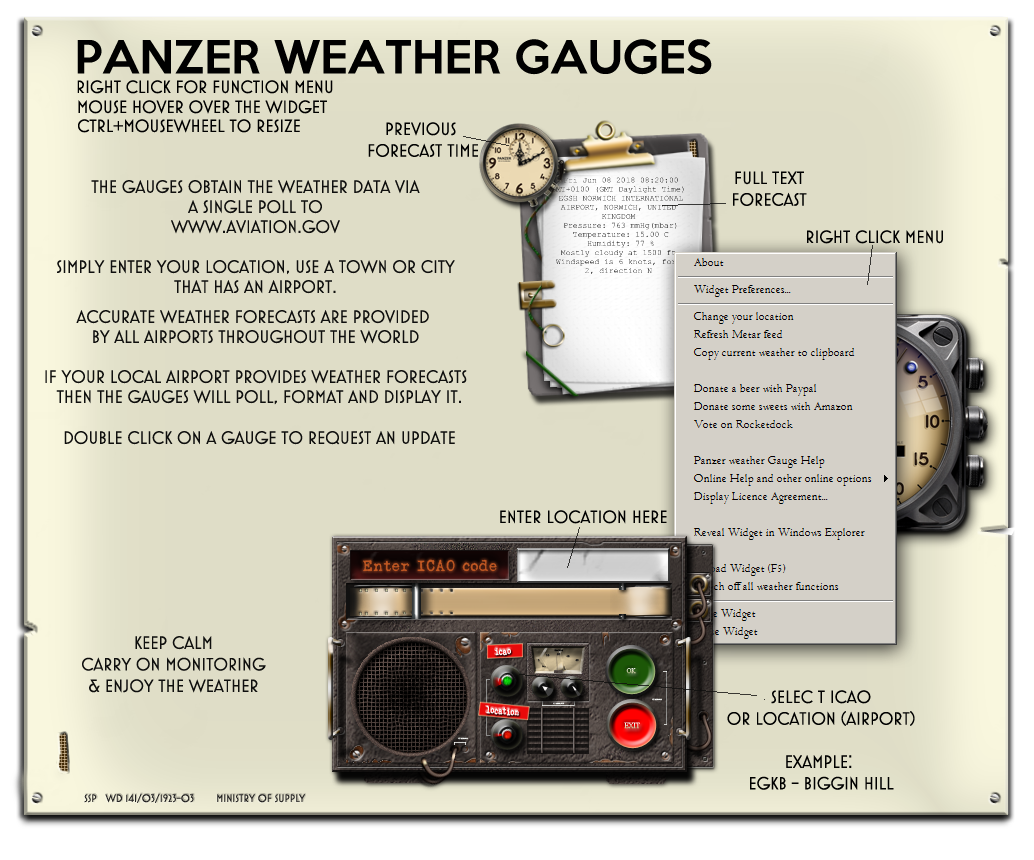 PANZER WEATHER GAUGES
RIGHT CLICK FOR FUNCTION MENU
MOUSE HOVER OVER THE WIDGET
CTRL+MOUSEWHEEL TO RESIZE
PREVIOUS
FORECAST TIME
THE GAUGES OBTAIN THE WEATHER DATA VIA
A SINGLE POLL TO
WWW.AVIATION.GOV
SIMPLY ENTER YOUR LOCATION, USE A TOWN OR CITY
THAT HAS AN AIRPORT.
ACCURATE WEATHER FORECASTS ARE PROVIDED
BY ALL AIRPORTS THROUGHOUT THE WORLD
IF YOUR LOCAL AIRPORT PROVIDES WEATHER FORECASTS
THEN THE GAUGES WILL POLL, FORMAT AND DISPLAY IT.
DOUBLE CLICK ON A GAUGE TO REQUEST AN UPDATE
12
2
3
6
9
10
Jun 08 2018 08:20:00
+0100 (GMT Daylight Time)
EGSH NORWICH INTERNATIONAL
AIRPORT, NORWICH, UNITED
KINGDOM
Pressure: 763 mmHg(mbar)
Temperature: 15.00 C
Humidity: 77 %
Mostly cloudy at 1500 f
Windspeed is 6 knots, fo
2, direction N
FULL TEXT
FORECAST
RIGHT CLICK MENU
About
Widget Preferences...
Change your location
Refresh Metar feed
Copy current weather to clipboard
Donate a beer with Paypal
Donate some sweets with Amazon
Vote on Rocketdock
Panzer weather Gauge Help
Online Help and other online options
Display Licence Agreement...
Reveal Widget in Windows Explorer
ad Widget (F5)
ch off all weather functions
e Widget
e Widget
10
15
15
10
ENTER LOCATION HERE
Enter ICAO code
icao
location
OK
EXIT
KEEP CALM
CARRY ON MONITORING
& ENJOY THE WEATHER
SELEC T ICAO
OR LOCATION (AIRPORT)
EXAMPLE:
EGKB – BIGGIN HILL
SSP WD 141/03/1923-03 MINISTRY OF SUPPLY